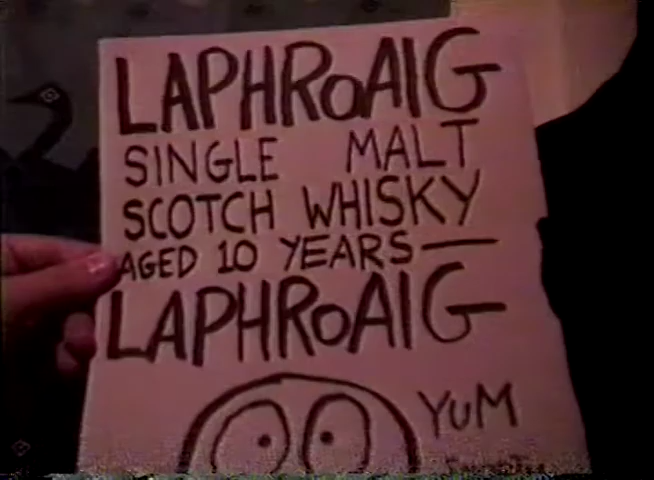 LAPHROAIG
SINGLE MALT
SCOTCH WHISKY
AGED 10 YEARS—
LAPHROAIG
YUM